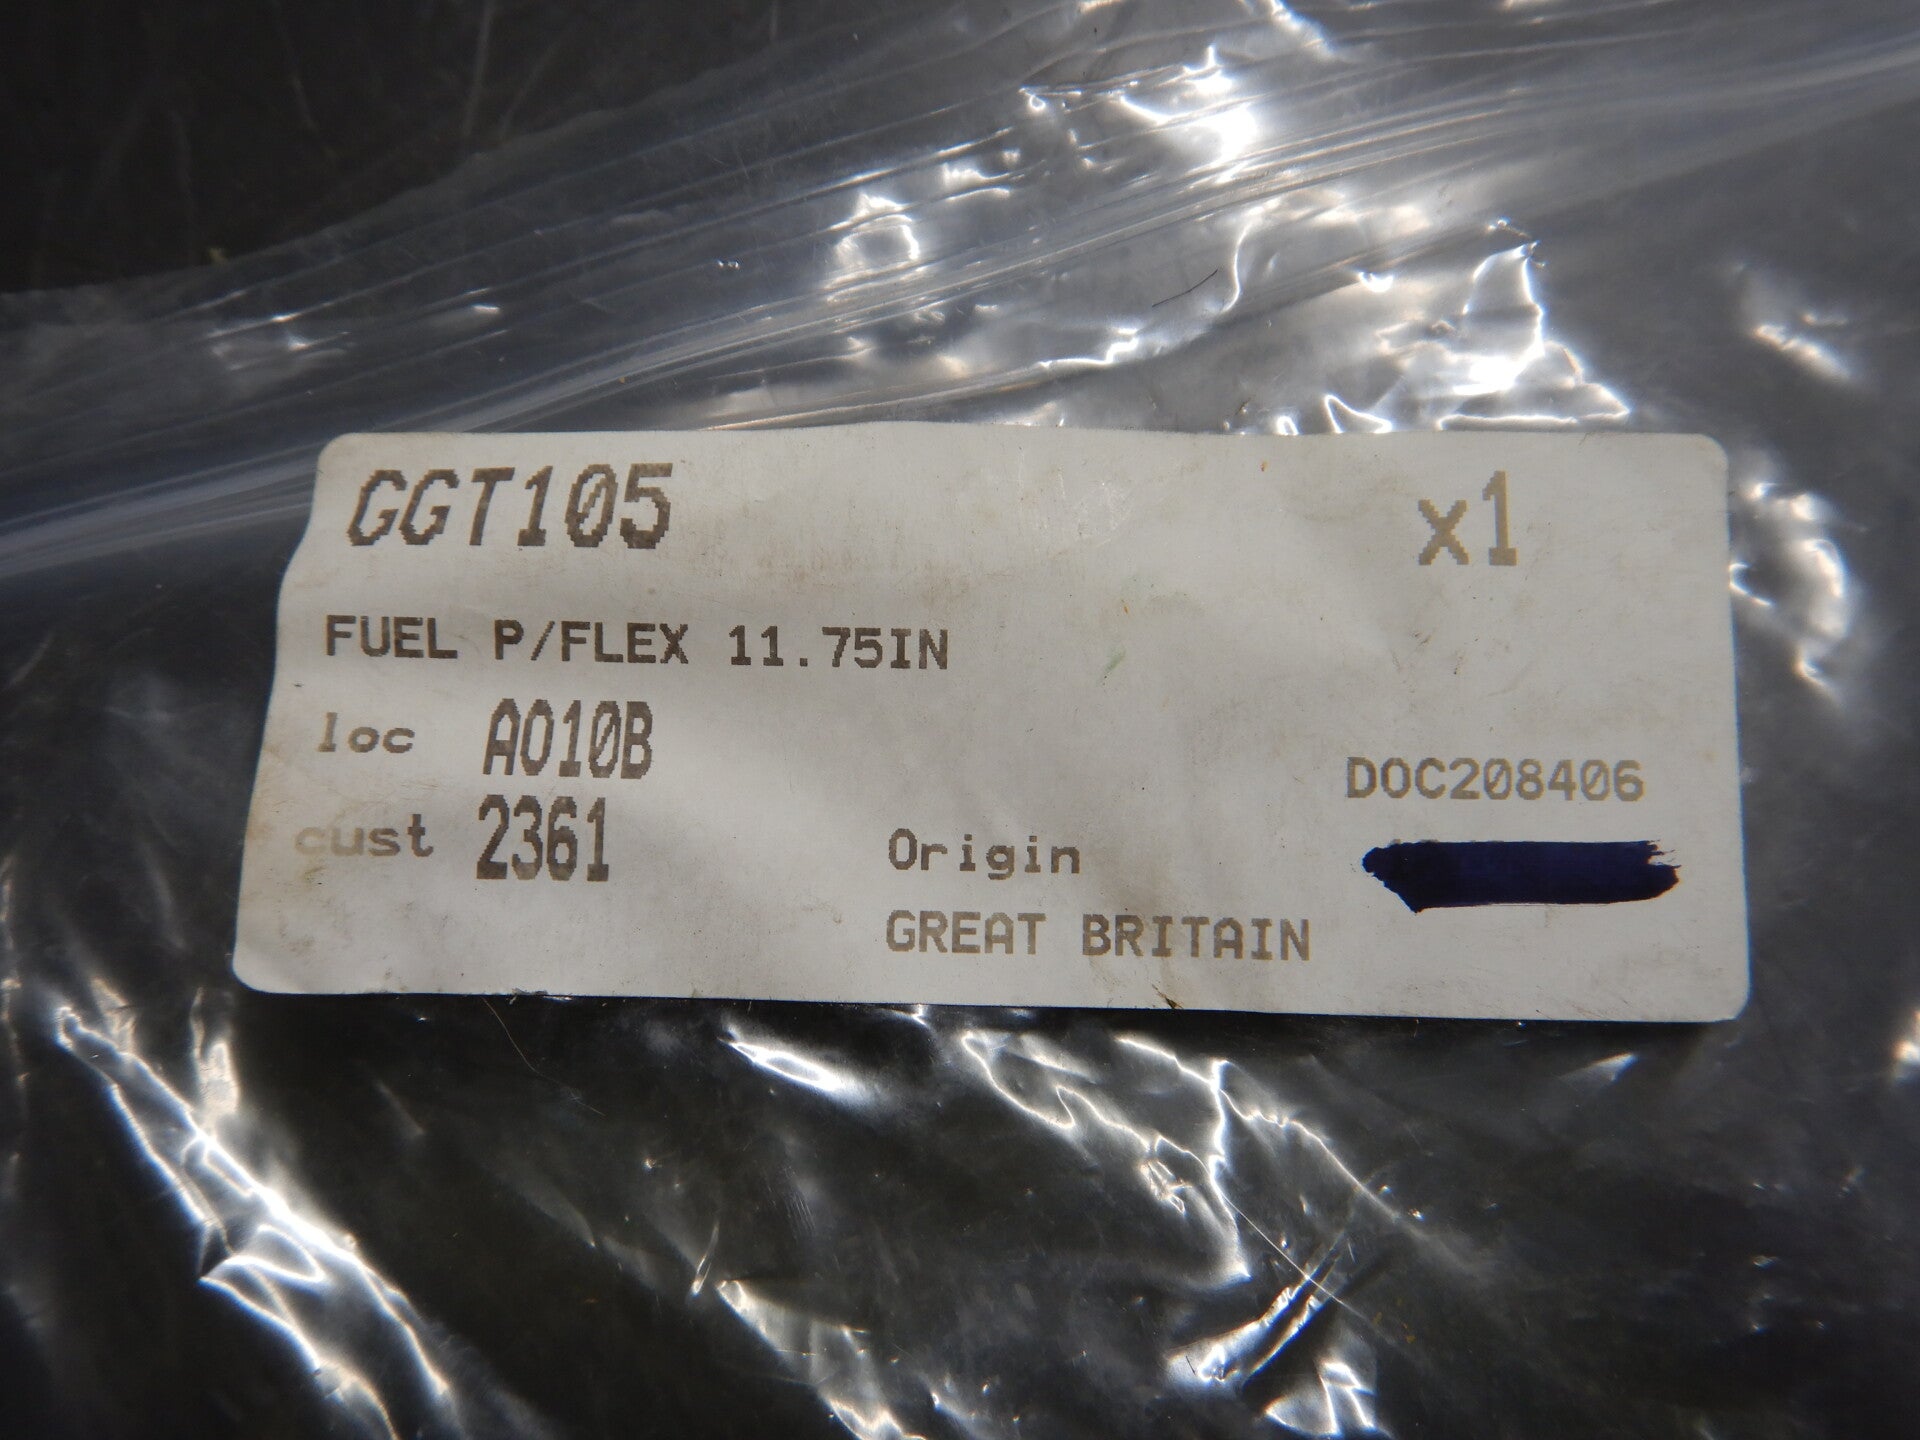 GGT105 x1
FUEL P/FLEX 11.75IN
loc A010B
DOC208406
cust 2361
Origin
GREAT BRITAIN